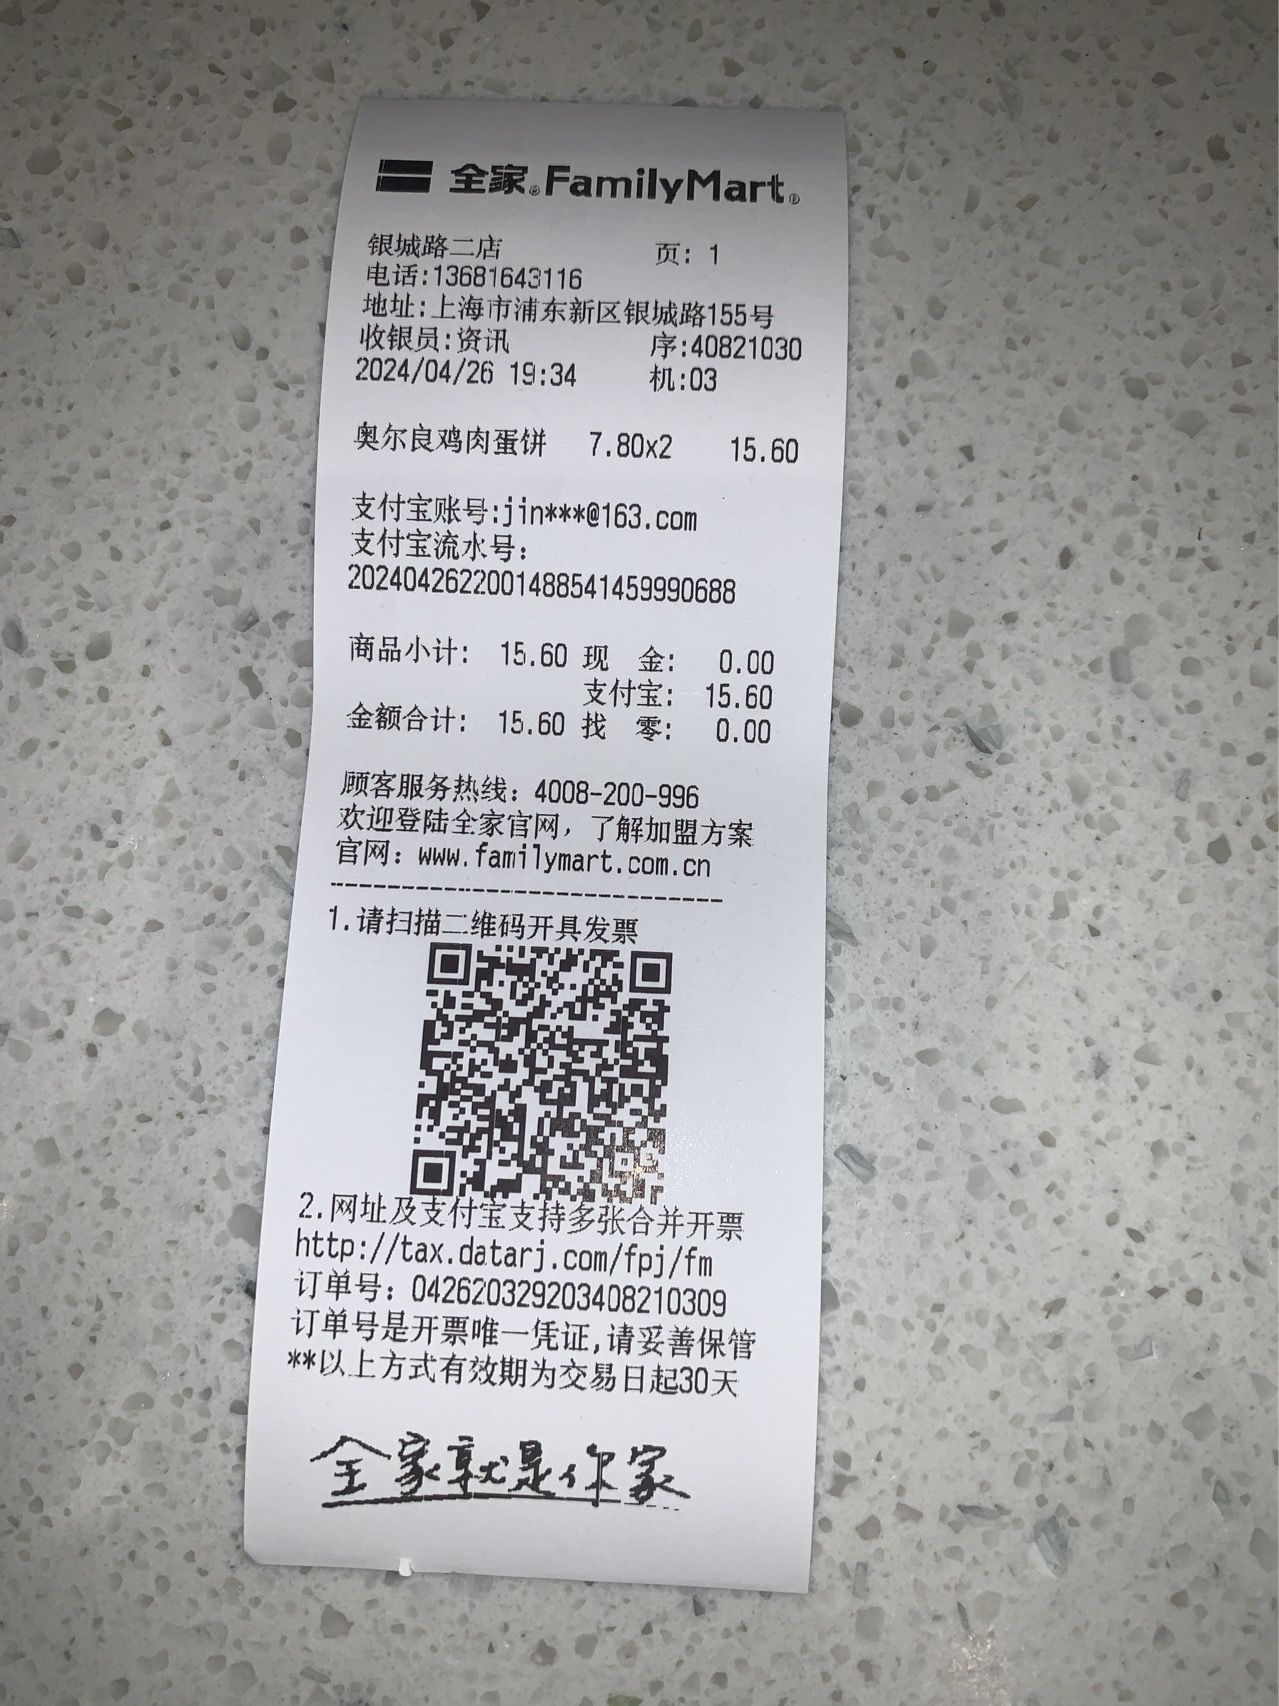 全家® FamilyMart®
银城路二店 页: 1
电话:13681643116
地址:上海市浦东新区银城路155号
收银员:资讯 序:40821030
2024/04/26 19:34 机:03
奥尔良鸡肉蛋饼 7.80x2 15.60
支付宝账号:jin***@163.com
支付宝流水号:
2024042622001488541459990688
商品小计: 15.60 现 金: 0.00
支付宝: 15.60
金额合计: 15.60 找 零: 0.00
顾客服务热线: 4008-200-996
欢迎登陆全家官网,了解加盟方案
官网: www.familymart.com.cn
1.请扫描二维码开具发票
2.网址及支付宝支持多张合并开票
http://tax.datarj.com/fpj/fm
订单号: 042620329203408210309
订单号是开票唯一凭证,请妥善保管
**以上方式有效期为交易日起30天
全家就是你家